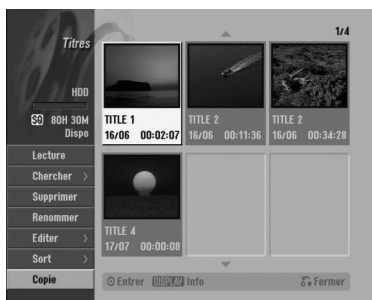 Titres
1/4
HDD
SQ 80H 30M
Dispo
TITLE 1
16/06 00:02:07
TITLE 2
16/06 00:11:36
TITLE 2
16/06 00:34:28
Lecture
Chercher >
Supprimer
Renommer
Editer >
Sort >
Copie
TITLE 4
17/07 00:00:08
Entrer DISPLAY Info
Fermer